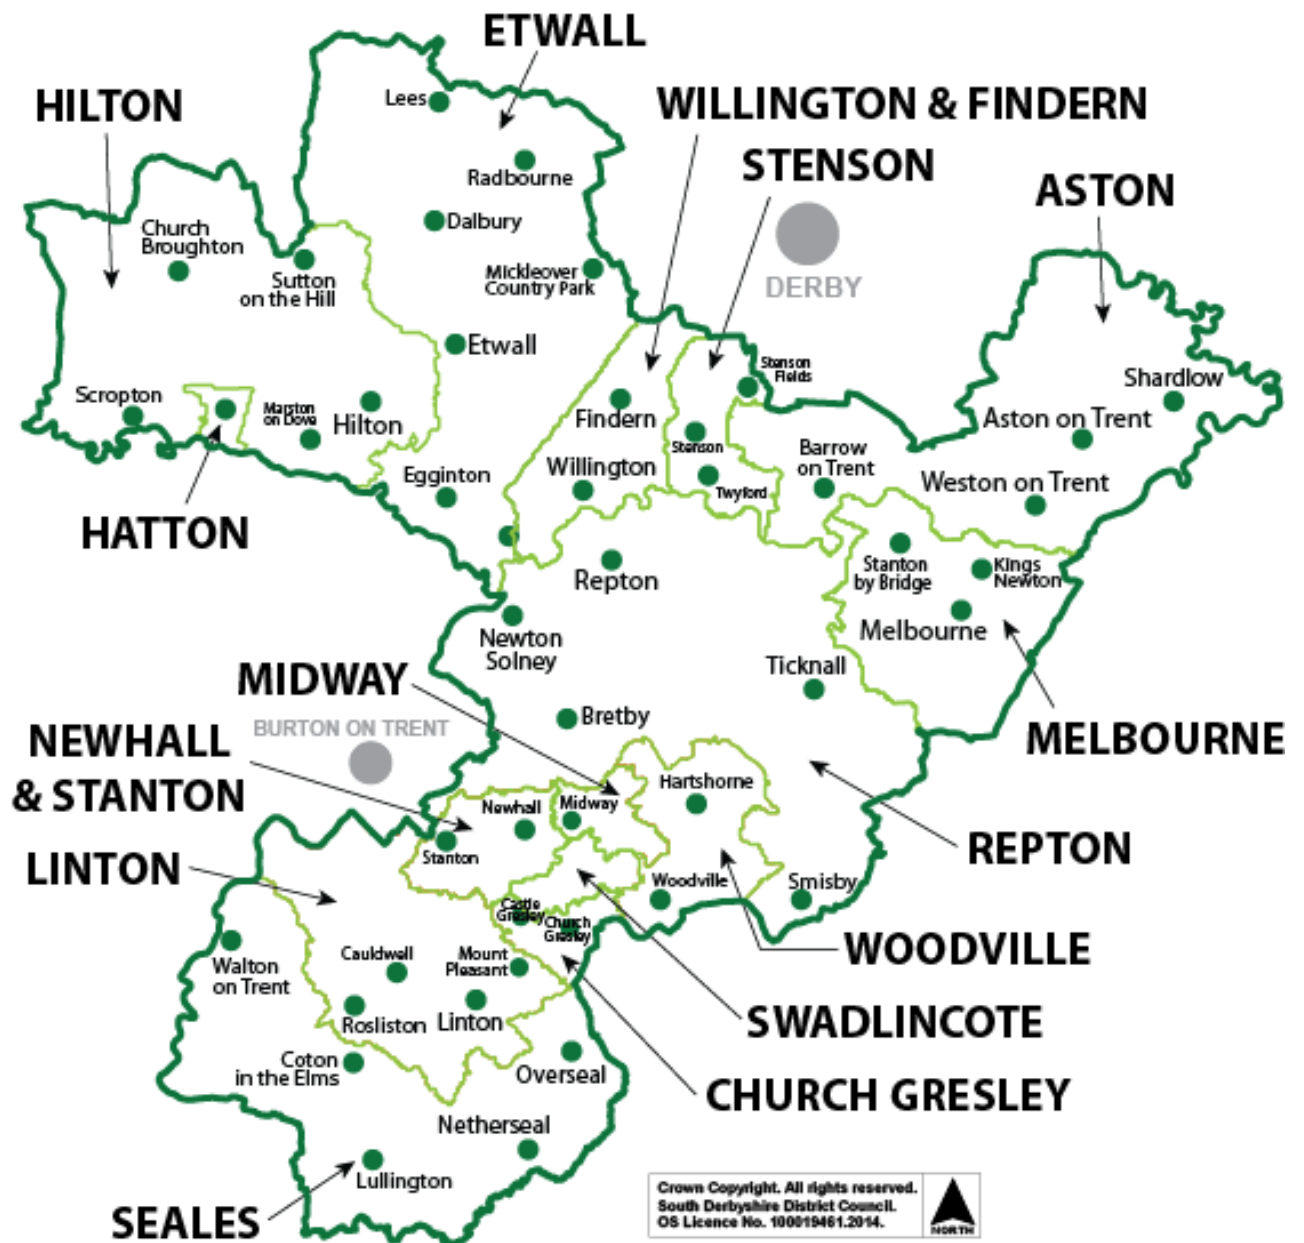 ETWALL
HILTON
WILLINGTON & FINDERN
STENSON
ASTON
Lees
Radbourne
Dalbury
Church
Broughton
Sutton
on the Hill
Mickleover
Country Park
DERBY
Etwall
Stenson
Fields
Shardlow
Scropton
Marston
on Dove
Hilton
Findern
Aston on Trent
Stenson
Barrow
on Trent
Egginton
Willington
Twyford
Weston on Trent
HATTON
Repton
Stanton
by Bridge
Kings
Newton
Melbourne
Newton
Solney
Ticknall
MIDWAY
Bretby
BURTON ON TRENT
NEWHALL
& STANTON
MELBOURNE
Hartshorne
Newhall
Midway
Stanton
LINTON
REPTON
Woodville
Smisby
Castle
Gresley
Church
Gresley
WOODVILLE
Walton
on Trent
Cauldwell
Mount
Pleasant
Rosliston
Linton
SWADLINCOTE
Coton
in the Elms
Overseal
CHURCH GRESLEY
Netherseal
Lullington
SEALES
Crown Copyright. All rights reserved.
South Derbyshire District Council.
OS Licence No. 100019461.2014.
NORTH